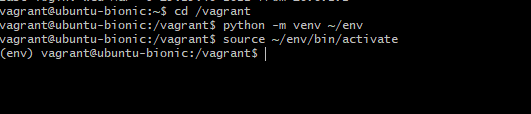 vagrant@ubuntu-bionic:~$ cd /vagrant
vagrant@ubuntu-bionic:/vagrant$ python -m venv ~/env
vagrant@ubuntu-bionic:/vagrant$ source ~/env/bin/activate
(env) vagrant@ubuntu-bionic:/vagrant$